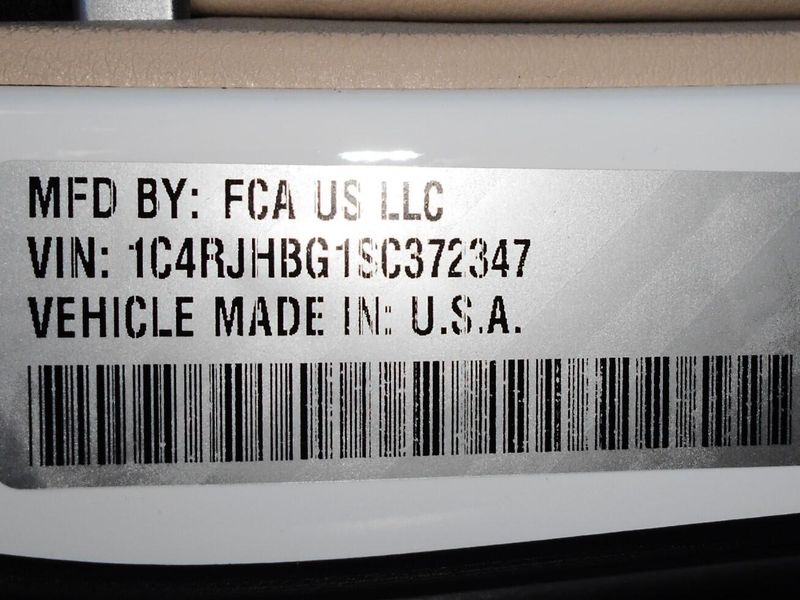 MFD BY: FCA US LLC
VIN: 1C4RJHBG1SC372347
VEHICLE MADE IN: U.S.A.